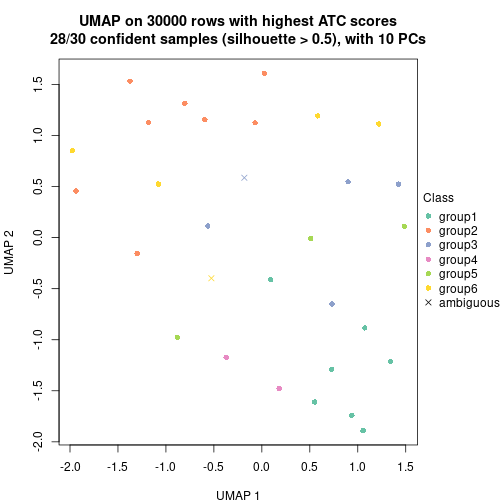 UMAP on 30000 rows with highest ATC scores
28/30 confident samples (silhouette > 0.5), with 10 PCs
1.5
1.0
0.5
0.0
-0.5
-1.0
-1.5
-2.0
UMAP 2
-2.0 -1.5 -1.0 -0.5 0.0 0.5 1.0 1.5
UMAP 1
Class
group1
group2
group3
group4
group5
group6
ambiguous